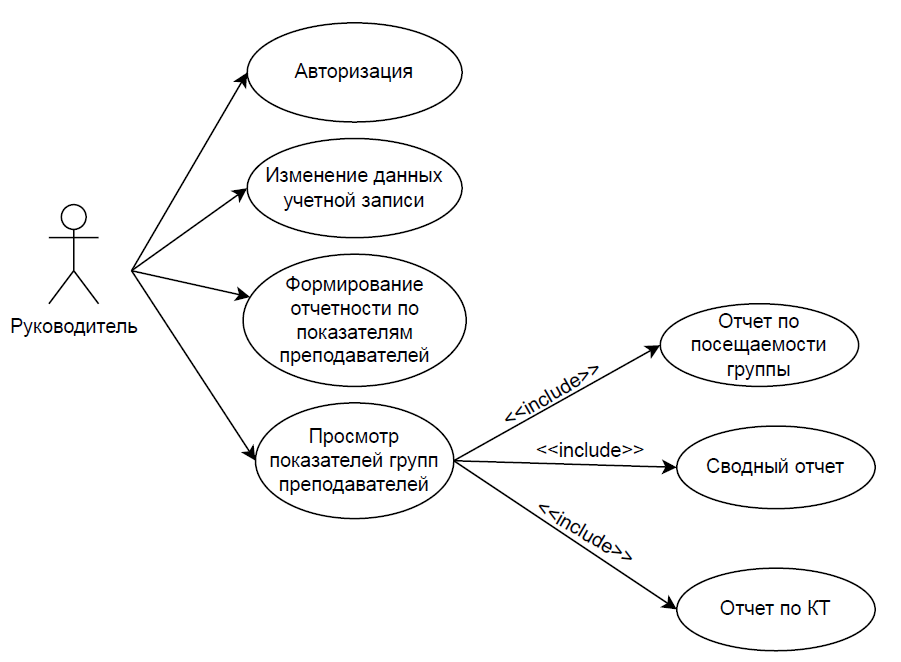 Авторизация
Изменение данных
учетной записи
Формирование
отчетности по
показателям
преподавателей
Руководитель
Просмотр
показателей групп
преподавателей
<<include>>
<<include>>
<<include>>
Отчет по
посещаемости
группы
Сводный отчет
Отчет по КТ